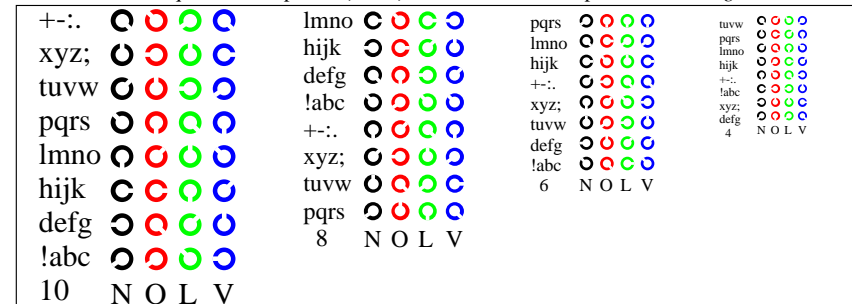 +-:.
xyz;
tuvw
pqrs
lmno
hijk
defg
!abc
10 N O L V
lmno
hijk
defg
!abc
+-:.
xyz;
tuvw
pqrs
8 N O L V
pqrs
lmno
hijk
+-:.
xyz;
tuvw
defg
!abc
6 N O L V
tuvw
pqrs
lmno
hijk
+-:.
!abc
xyz;
defg
4 N O L V